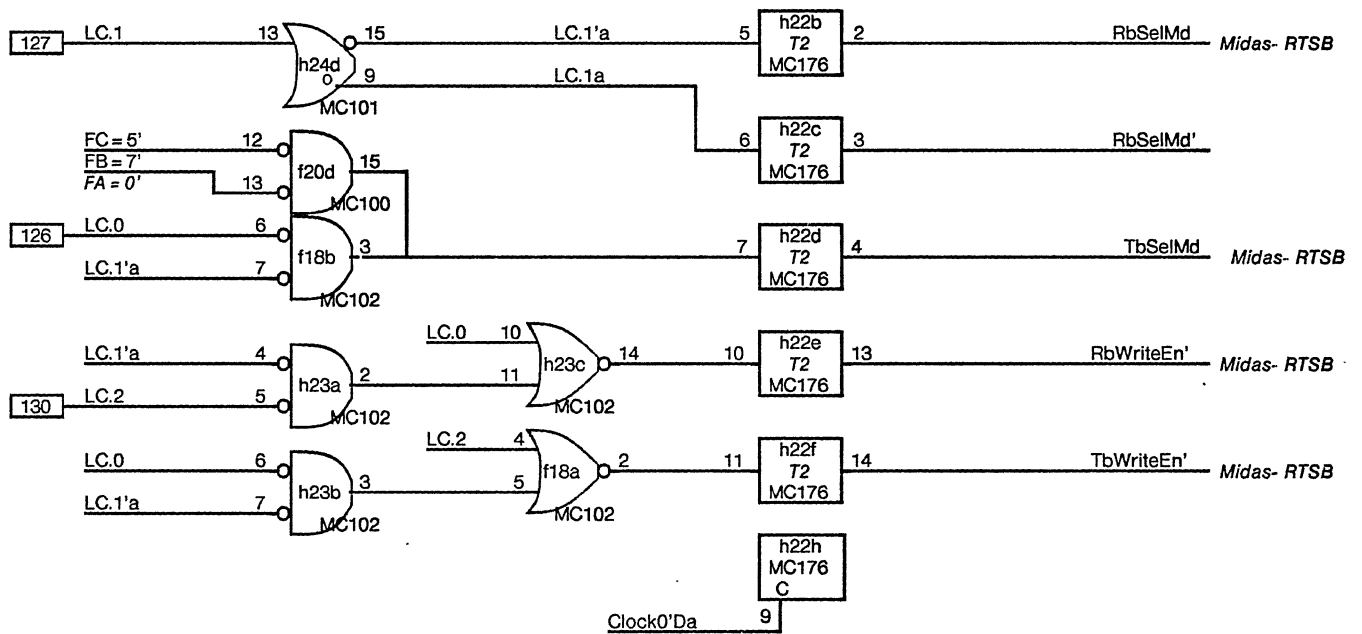 127 LC.1 13 h24d o MC101 15 LC.1'a 5 h22b T2 MC176 2 RbSelMd Midas- RTSB
9 LC.1a 6 h22c T2 MC176 3 RbSelMd'
FC = 5' 12
FB = 7'
FA = 0' 13 f20d MC100 15
126 LC.0 6
LC.1'a 7 f18b MC102 3 7 h22d T2 MC176 4 TbSelMd Midas- RTSB
LC.1'a 4
130 LC.2 5 h23a MC102 2
LC.0 10
11 h23c MC102 14 10 h22e T2 MC176 13 RbWriteEn' Midas- RTSB
LC.0 6
LC.1'a 7 h23b MC102 3
LC.2 4
5 f18a MC102 2 11 h22f T2 MC176 14 TbWriteEn' Midas- RTSB
h22h
MC176
C
Clock0'Da 9